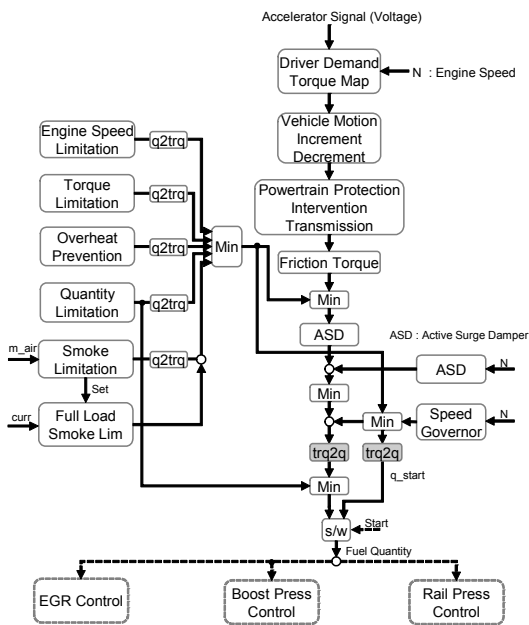 Accelerator Signal (Voltage)
Driver Demand
Torque Map
N : Engine Speed
Vehicle Motion
Increment
Decrement
Engine Speed
Limitation
q2trq
Torque
Limitation
q2trq
Powertrain Protection
Intervention
Transmission
Overheat
Prevention
q2trq
Min
Friction Torque
Quantity
Limitation
q2trq
Min
ASD
ASD : Active Surge Damper
m_air
Smoke
Limitation
q2trq
ASD
N
Set
Min
curr
Full Load
Smoke Lim
Min
Speed
Governor
N
trq2q
trq2q
q_start
Min
s/w
Start
Fuel Quantity
EGR Control
Boost Press
Control
Rail Press
Control